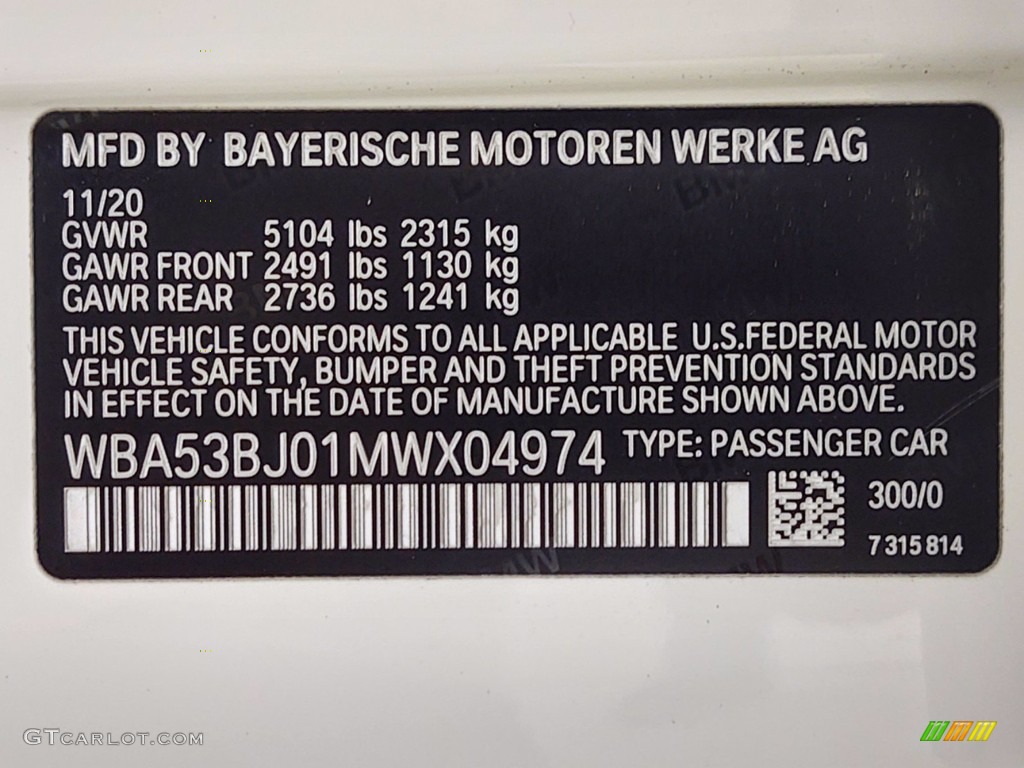 MFD BY BAYERISCHE MOTOREN WERKE AG
11/20
GVWR 5104 lbs 2315 kg
GAWR FRONT 2491 lbs 1130 kg
GAWR REAR 2736 lbs 1241 kg
THIS VEHICLE CONFORMS TO ALL APPLICABLE U.S.FEDERAL MOTOR
VEHICLE SAFETY, BUMPER AND THEFT PREVENTION STANDARDS
IN EFFECT ON THE DATE OF MANUFACTURE SHOWN ABOVE.
WBA53BJ01MWX04974 TYPE: PASSENGER CAR
300/0
7 315 814
GTCARLOT.COM